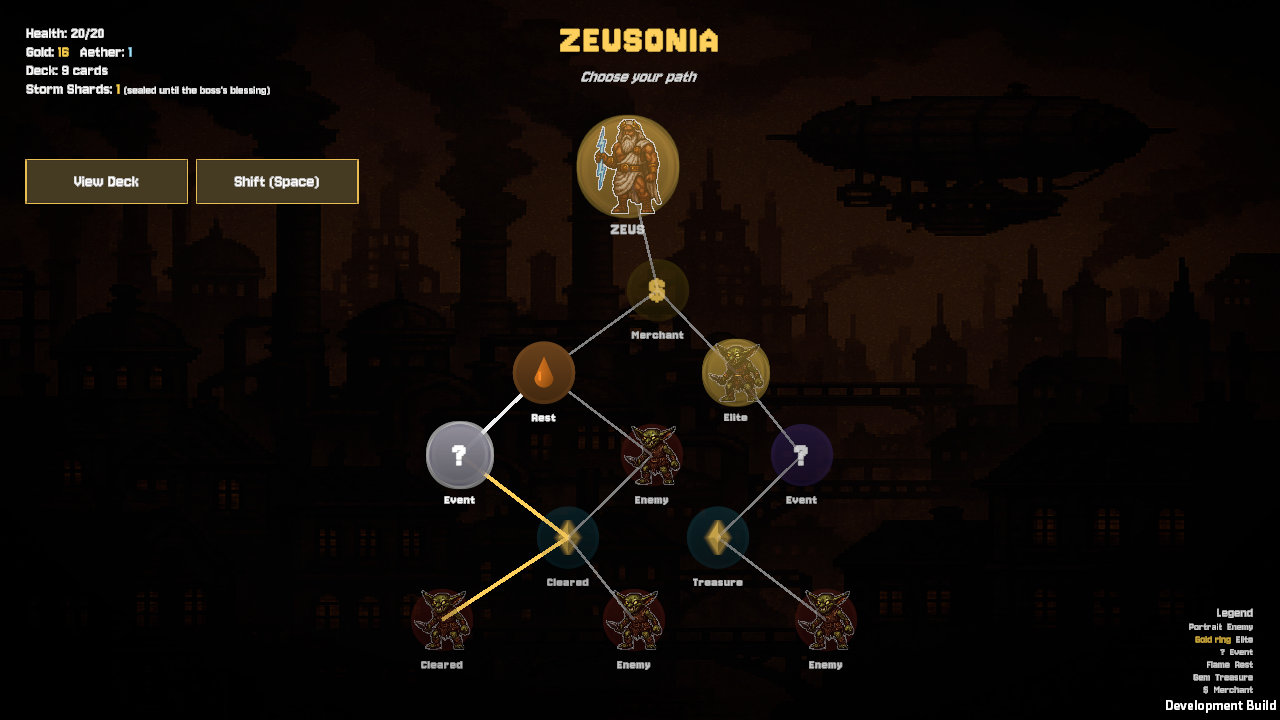 Health: 20/20
Gold: 16 Aether: 1
Deck: 9 cards
Storm Shards: 1 (sealed until the boss's blessing)
ZEUSONIA
Choose your path
View Deck
Shift (Space)
ZEUS
$
Merchant
Rest
Elite
?
Event
Enemy
?
Event
Cleared
Treasure
Cleared
Enemy
Enemy
Legend
Portrait Enemy
Gold ring Elite
? Event
Flame Rest
Gem Treasure
$ Merchant
Development Build